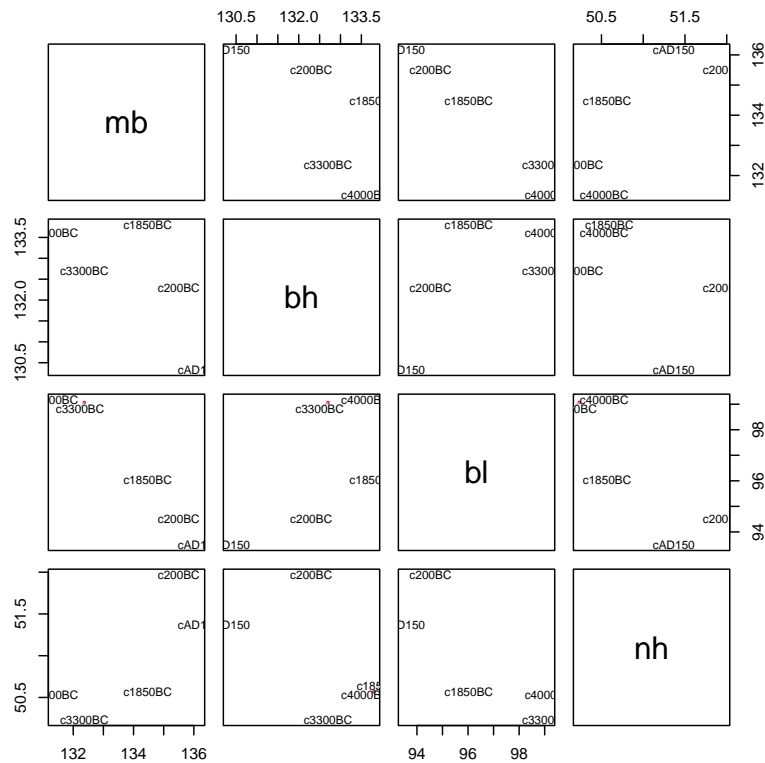 130.5 132.0 133.5 50.5 51.5
mb D150 c200BC c1850 c3300BC c4000B
D150 c200BC c1850BC c3300 c4000
cAD150 c200 c1850BC 00BC c4000BC
132 134 136
130.5 132.0 133.5
00BC c1850BC c3300BC c200BC cAD1
bh
c1850BC c4000 c3300 c200BC D150
c1850BC c4000BC 00BC c200 cAD150
00BC c3300BC c1850BC c200BC cAD1
c4000B c3300BC c1850 c200BC D150
bl
c4000BC 00BC c1850BC c200 cAD150
94 96 98
50.5 51.5
c200BC cAD1 00BC c1850BC c3300BC
c200BC D150 c185 c4000B c3300BC
c200BC D150 c1850BC c4000 c3300
nh
132 134 136 94 96 98